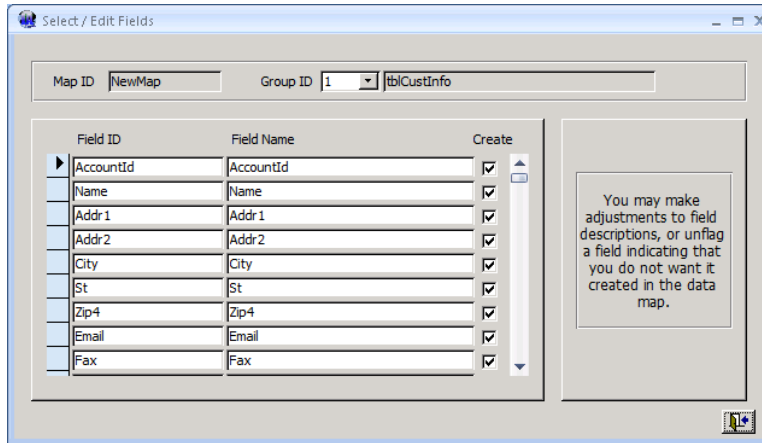 Select / Edit Fields
Map ID NewMap Group ID 1 tblCustInfo
Field ID Field Name Create
AccountId AccountId
Name Name
Addr1 Addr1
Addr2 Addr2
City City
St St
Zip4 Zip4
Email Email
Fax Fax
You may make
adjustments to field
descriptions, or unflag
a field indicating that
you do not want it
created in the data
map.